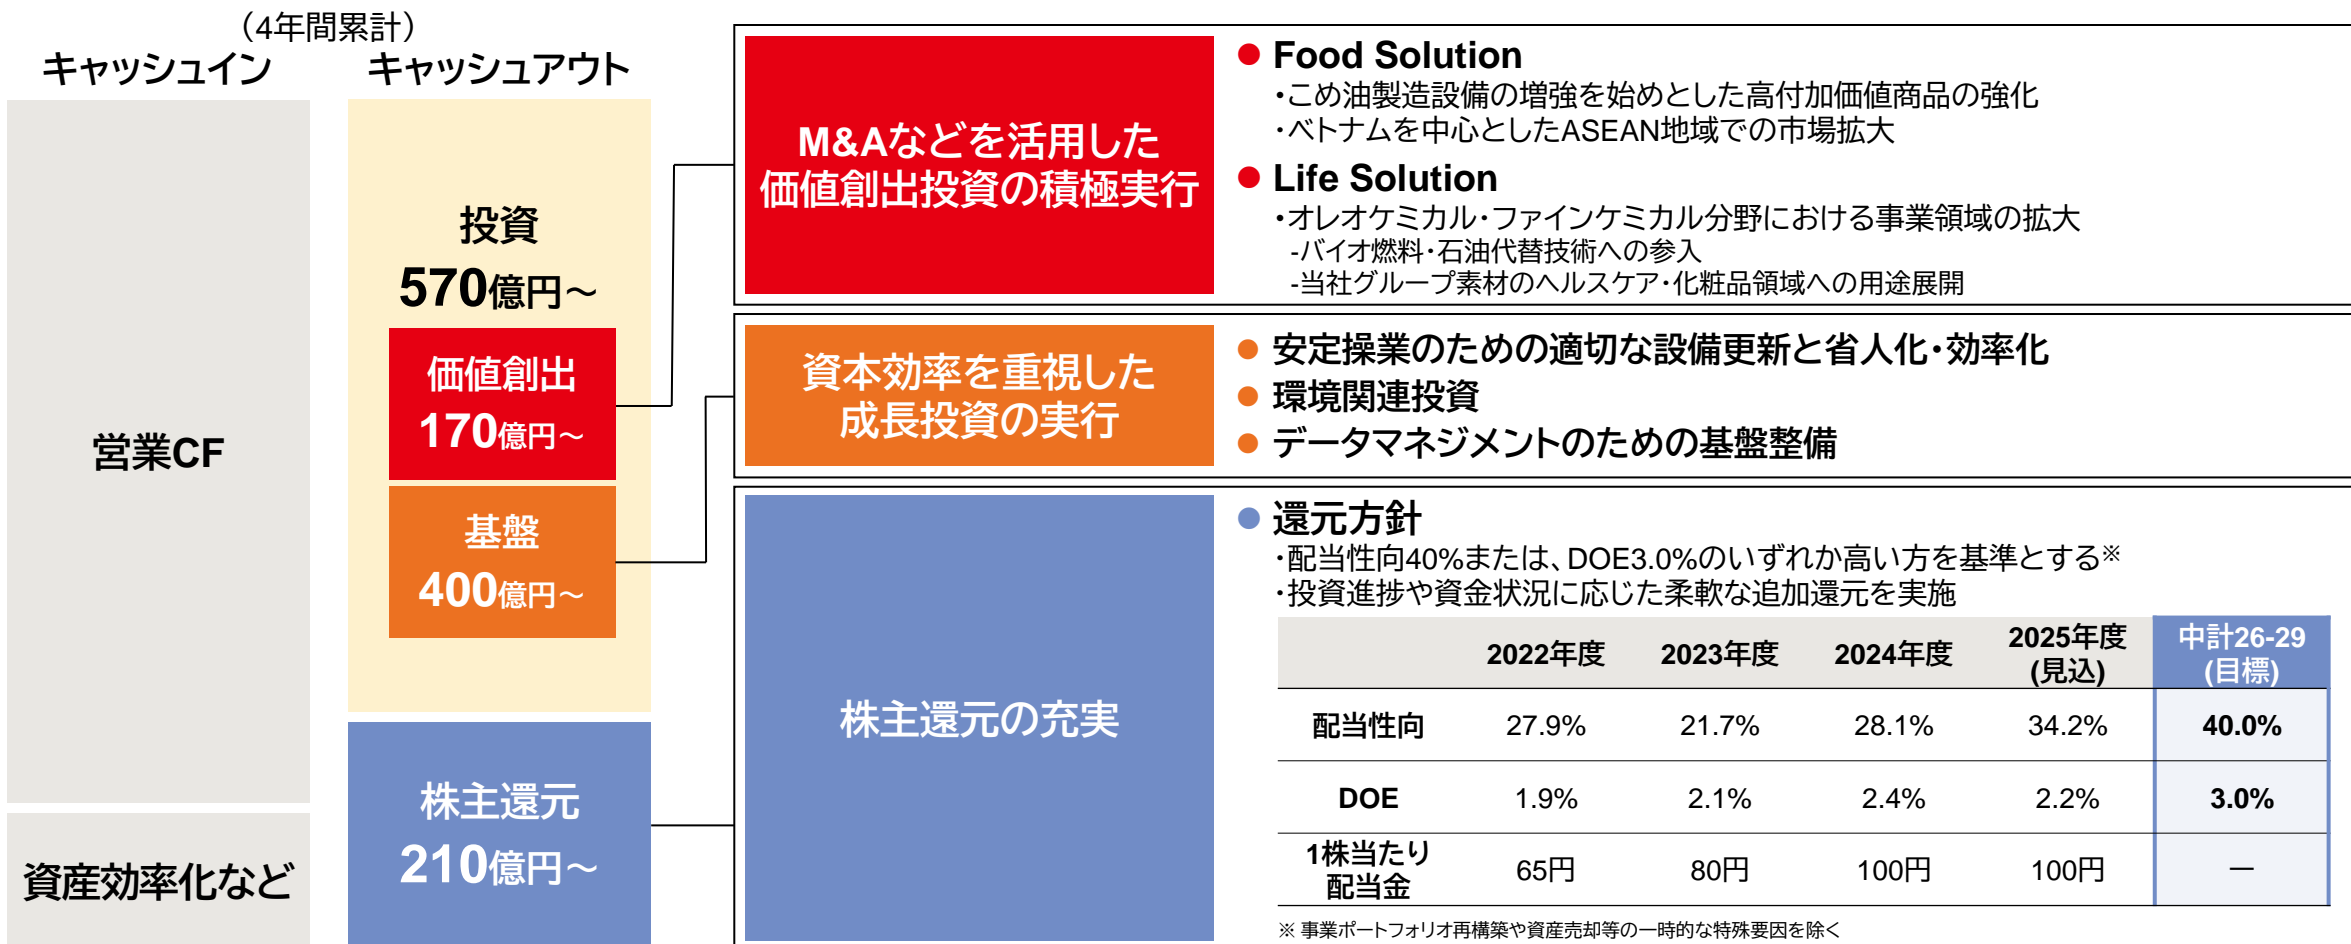 （4年間累計）
キャッシュイン
キャッシュアウト
営業CF
資産効率化など
投資
570億円～
価値創出
170億円～
基盤
400億円～
株主還元
210億円～
M&Aなどを活用した
価値創出投資の積極実行
● Food Solution
・こめ油製造設備の増強を始めとした高付加価値商品の強化
・ベトナムを中心としたASEAN地域での市場拡大
● Life Solution
・オレオケミカル・ファインケミカル分野における事業領域の拡大
-バイオ燃料・石油代替技術への参入
-当社グループ素材のヘルスケア・化粧品領域への用途展開
資本効率を重視した
成長投資の実行
● 安定操業のための適切な設備更新と省人化・効率化
● 環境関連投資
● データマネジメントのための基盤整備
株主還元の充実
● 還元方針
・配当性向40%または、DOE3.0%のいずれか高い方を基準とする※
・投資進捗や資金状況に応じた柔軟な追加還元を実施
2022年度 2023年度 2024年度 2025年度(見込) 中計26-29(目標)
配当性向 27.9% 21.7% 28.1% 34.2% 40.0%
DOE 1.9% 2.1% 2.4% 2.2% 3.0%
1株当たり配当金 65円 80円 100円 100円 ―
※ 事業ポートフォリオ再構築や資産売却等の一時的な特殊要因を除く